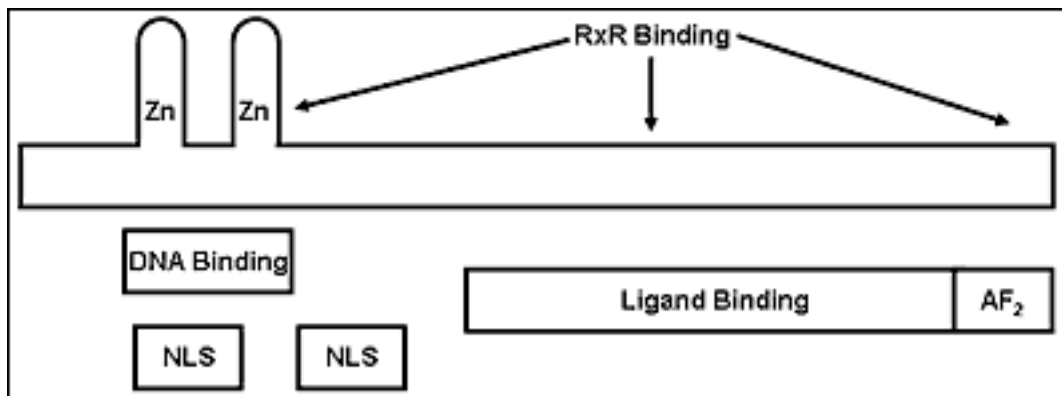 RxR Binding
Zn Zn
DNA Binding
Ligand Binding AF₂
NLS NLS